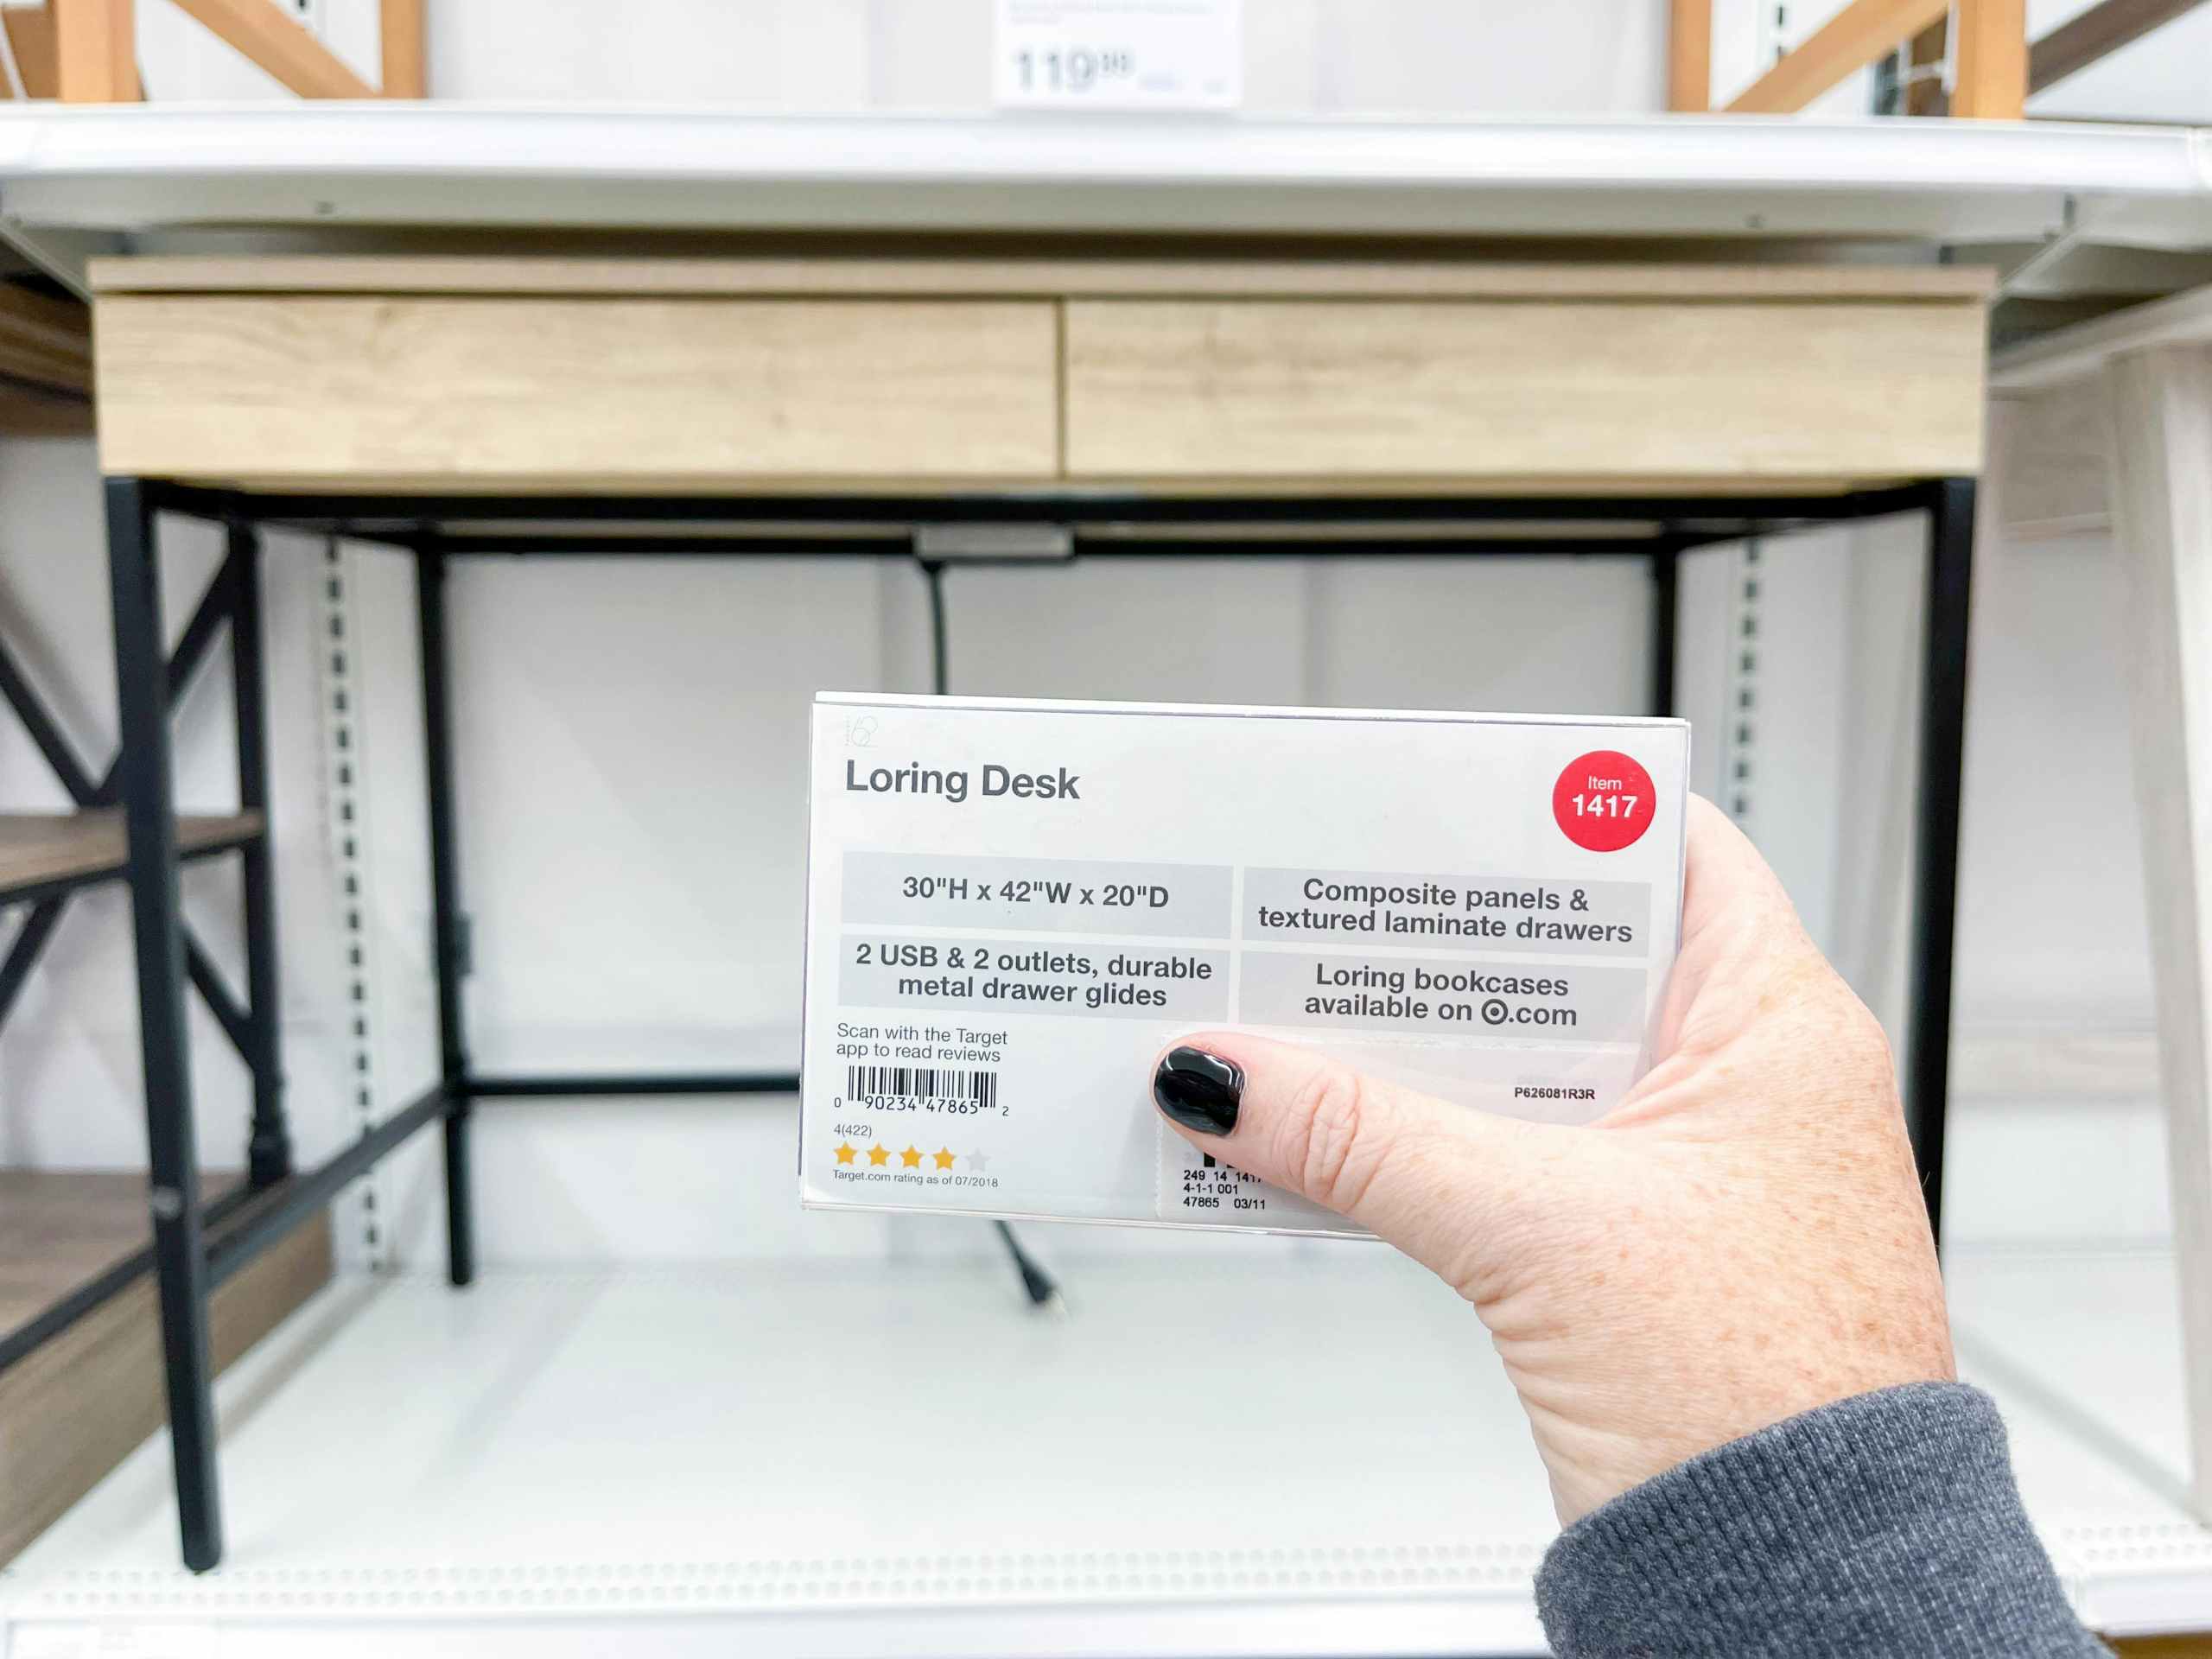 119⁹⁹
Loring Desk
Item
1417
30"H x 42"W x 20"D
Composite panels &
textured laminate drawers
2 USB & 2 outlets, durable
metal drawer glides
Loring bookcases
available on .com
Scan with the Target
app to read reviews
0 90234 47865 2
4(422)
Target.com rating as of 07/2018
P626081R3R
249 14 1417
4-1-1 001
47865 03/11